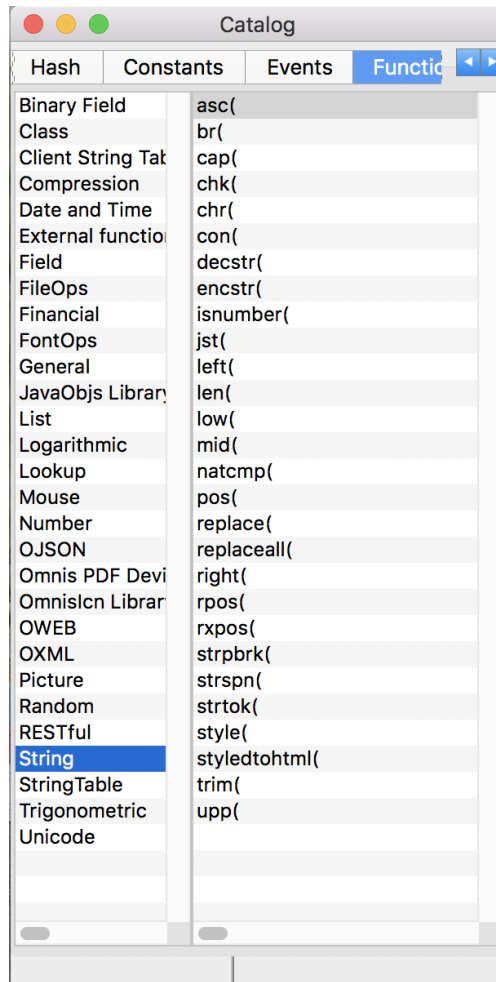 Catalog
Hash Constants Events Functio
Binary Field
Class
Client String Tab
Compression
Date and Time
External function
Field
FileOps
Financial
FontOps
General
JavaObjs Library
List
Logarithmic
Lookup
Mouse
Number
OJSON
Omnis PDF Devi
OmnisIcn Librar
OWEB
OXML
Picture
Random
RESTful
String
StringTable
Trigonometric
Unicode
asc(
br(
cap(
chk(
chr(
con(
decstr(
encstr(
isnumber(
jst(
left(
len(
low(
mid(
natcmp(
pos(
replace(
replaceall(
right(
rpos(
rxpos(
strpbrk(
strspn(
strtok(
style(
styledtohtml(
trim(
upp(